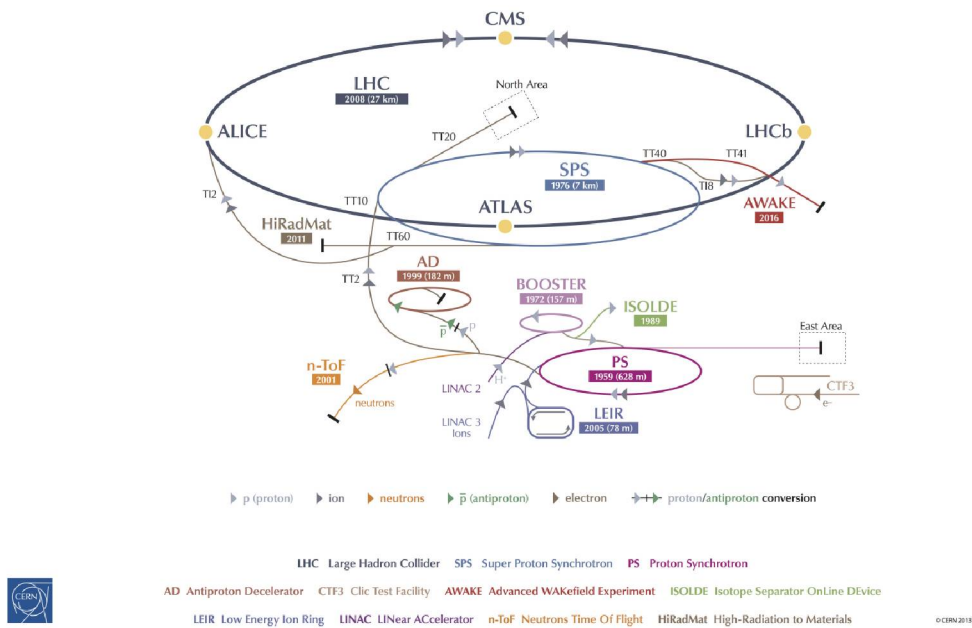 CMS
LHC
2008 (27 km)
North Area
ALICE
LHCb
TT20
TT40
TT41
SPS
1976 (7 km)
TI2
TT10
ATLAS
TI8
AWAKE
2016
HiRadMat
2011
TT60
AD
1999 (182 m)
TT2
BOOSTER
1972 (157 m)
ISOLDE
1989
p̅
p
East Area
n-ToF
2001
PS
1959 (628 m)
LINAC 2
H⁺
neutrons
CTF3
e-
LINAC 3
Ions
LEIR
2005 (78 m)
p (proton) ion neutrons p̅ (antiproton) electron proton/antiproton conversion
LHC Large Hadron Collider SPS Super Proton Synchrotron PS Proton Synchrotron
AD Antiproton Decelerator CTF3 Clic Test Facility AWAKE Advanced WAKefield Experiment ISOLDE Isotope Separator OnLine DEvice
LEIR Low Energy Ion Ring LINAC LINear ACcelerator n-ToF Neutrons Time Of Flight HiRadMat High-Radiation to Materials
CERN
© CERN 2013